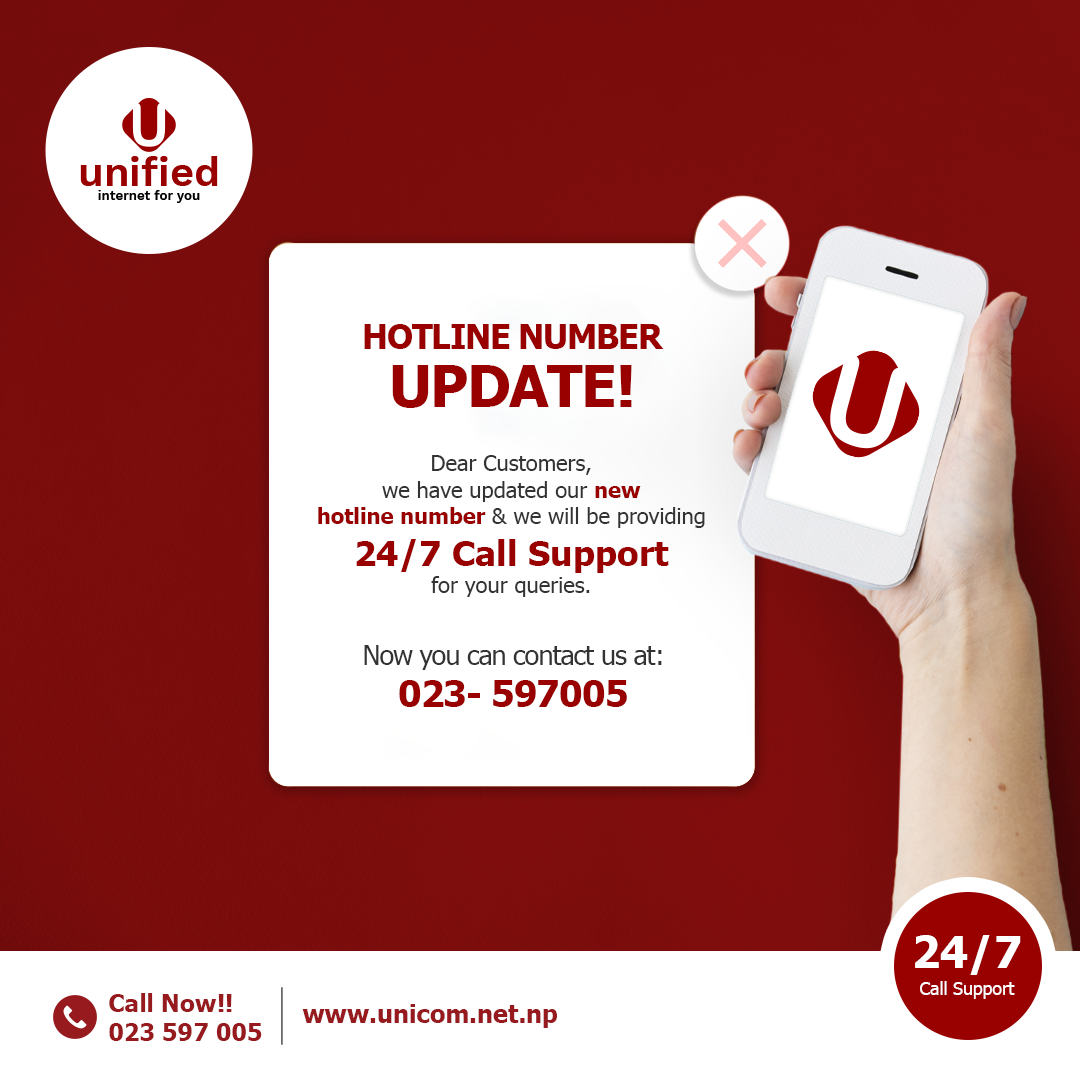 U
unified
internet for you
HOTLINE NUMBER
UPDATE!
Dear Customers,
we have updated our new
hotline number & we will be providing
24/7 Call Support
for your queries.
Now you can contact us at:
023- 597005
U
24/7
Call Support
Call Now!!
023 597 005
www.unicom.net.np